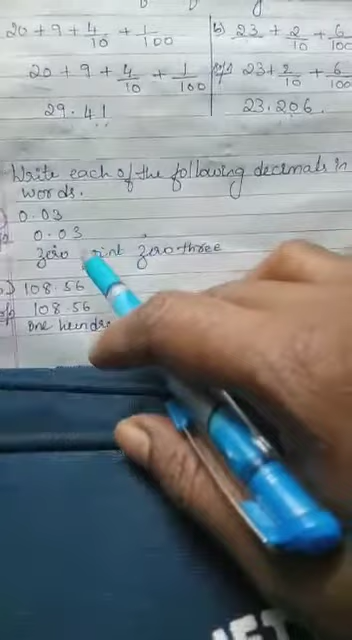 20 + 9 + 4/10 + 1/100
20 + 9 + 4/10 + 1/100
29.41
b) 23 + 2/10 + 6/100
23 + 2/10 + 6/100
23.206
Write each of the following decimals in
words.
0.03
0.03
zero point zero three
108.56
108.56
one hundre